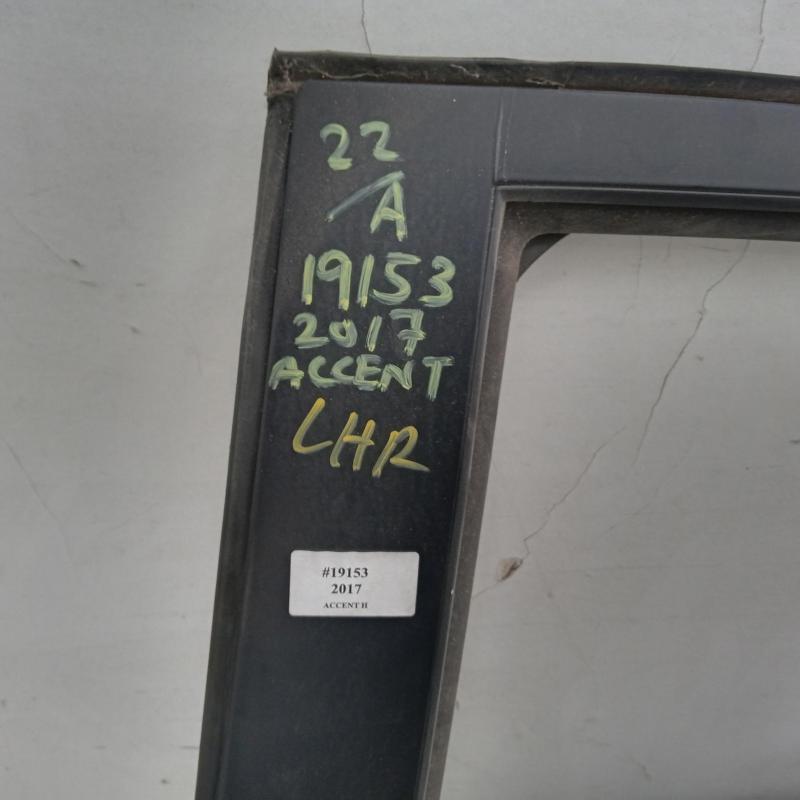 22
/A
19153
2017
ACCENT
LHR
#19153
2017
ACCENT H